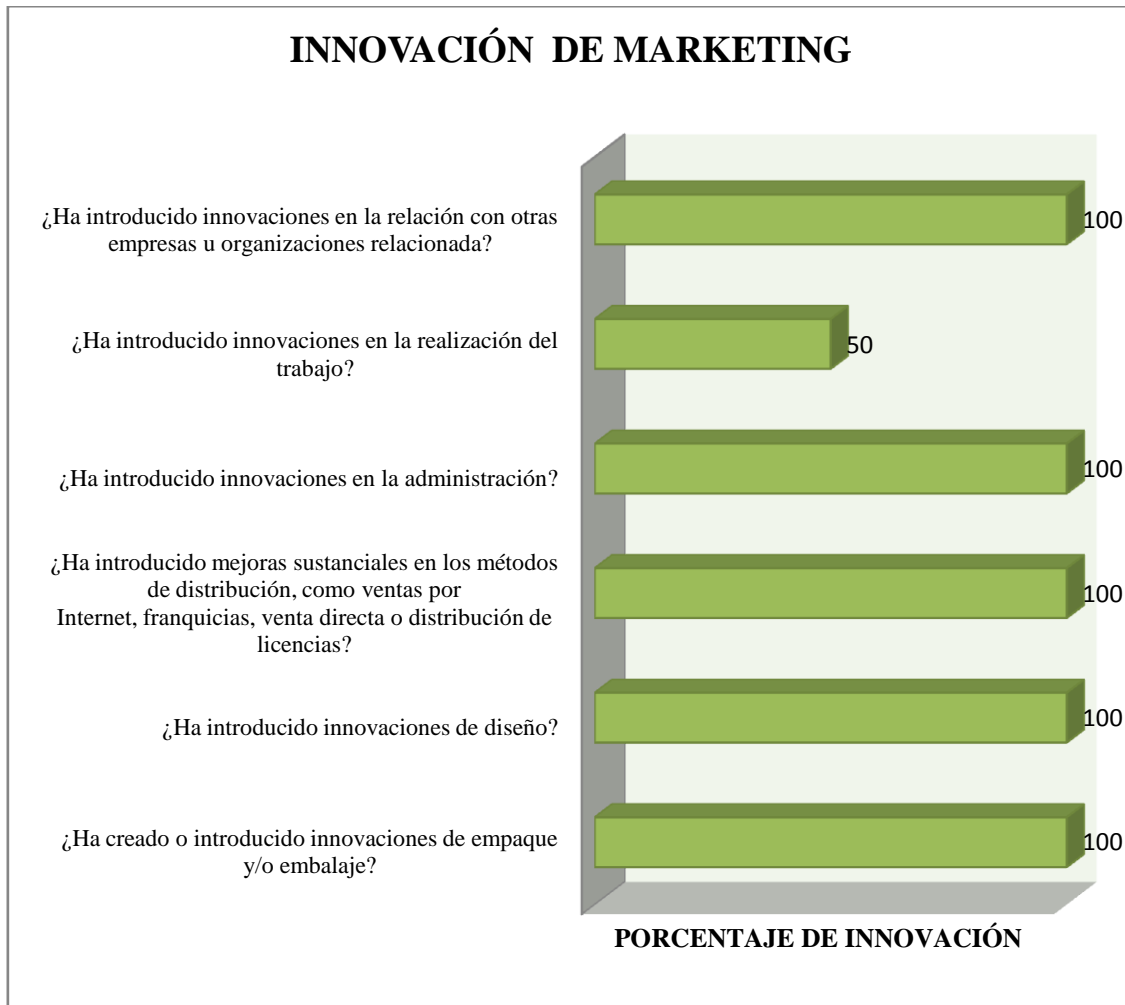 INNOVACIÓN DE MARKETING
¿Ha introducido innovaciones en la relación con otras
empresas u organizaciones relacionada?
100
¿Ha introducido innovaciones en la realización del
trabajo?
50
¿Ha introducido innovaciones en la administración?
100
¿Ha introducido mejoras sustanciales en los métodos
de distribución, como ventas por
Internet, franquicias, venta directa o distribución de
licencias?
100
¿Ha introducido innovaciones de diseño?
100
¿Ha creado o introducido innovaciones de empaque
y/o embalaje?
100
PORCENTAJE DE INNOVACIÓN